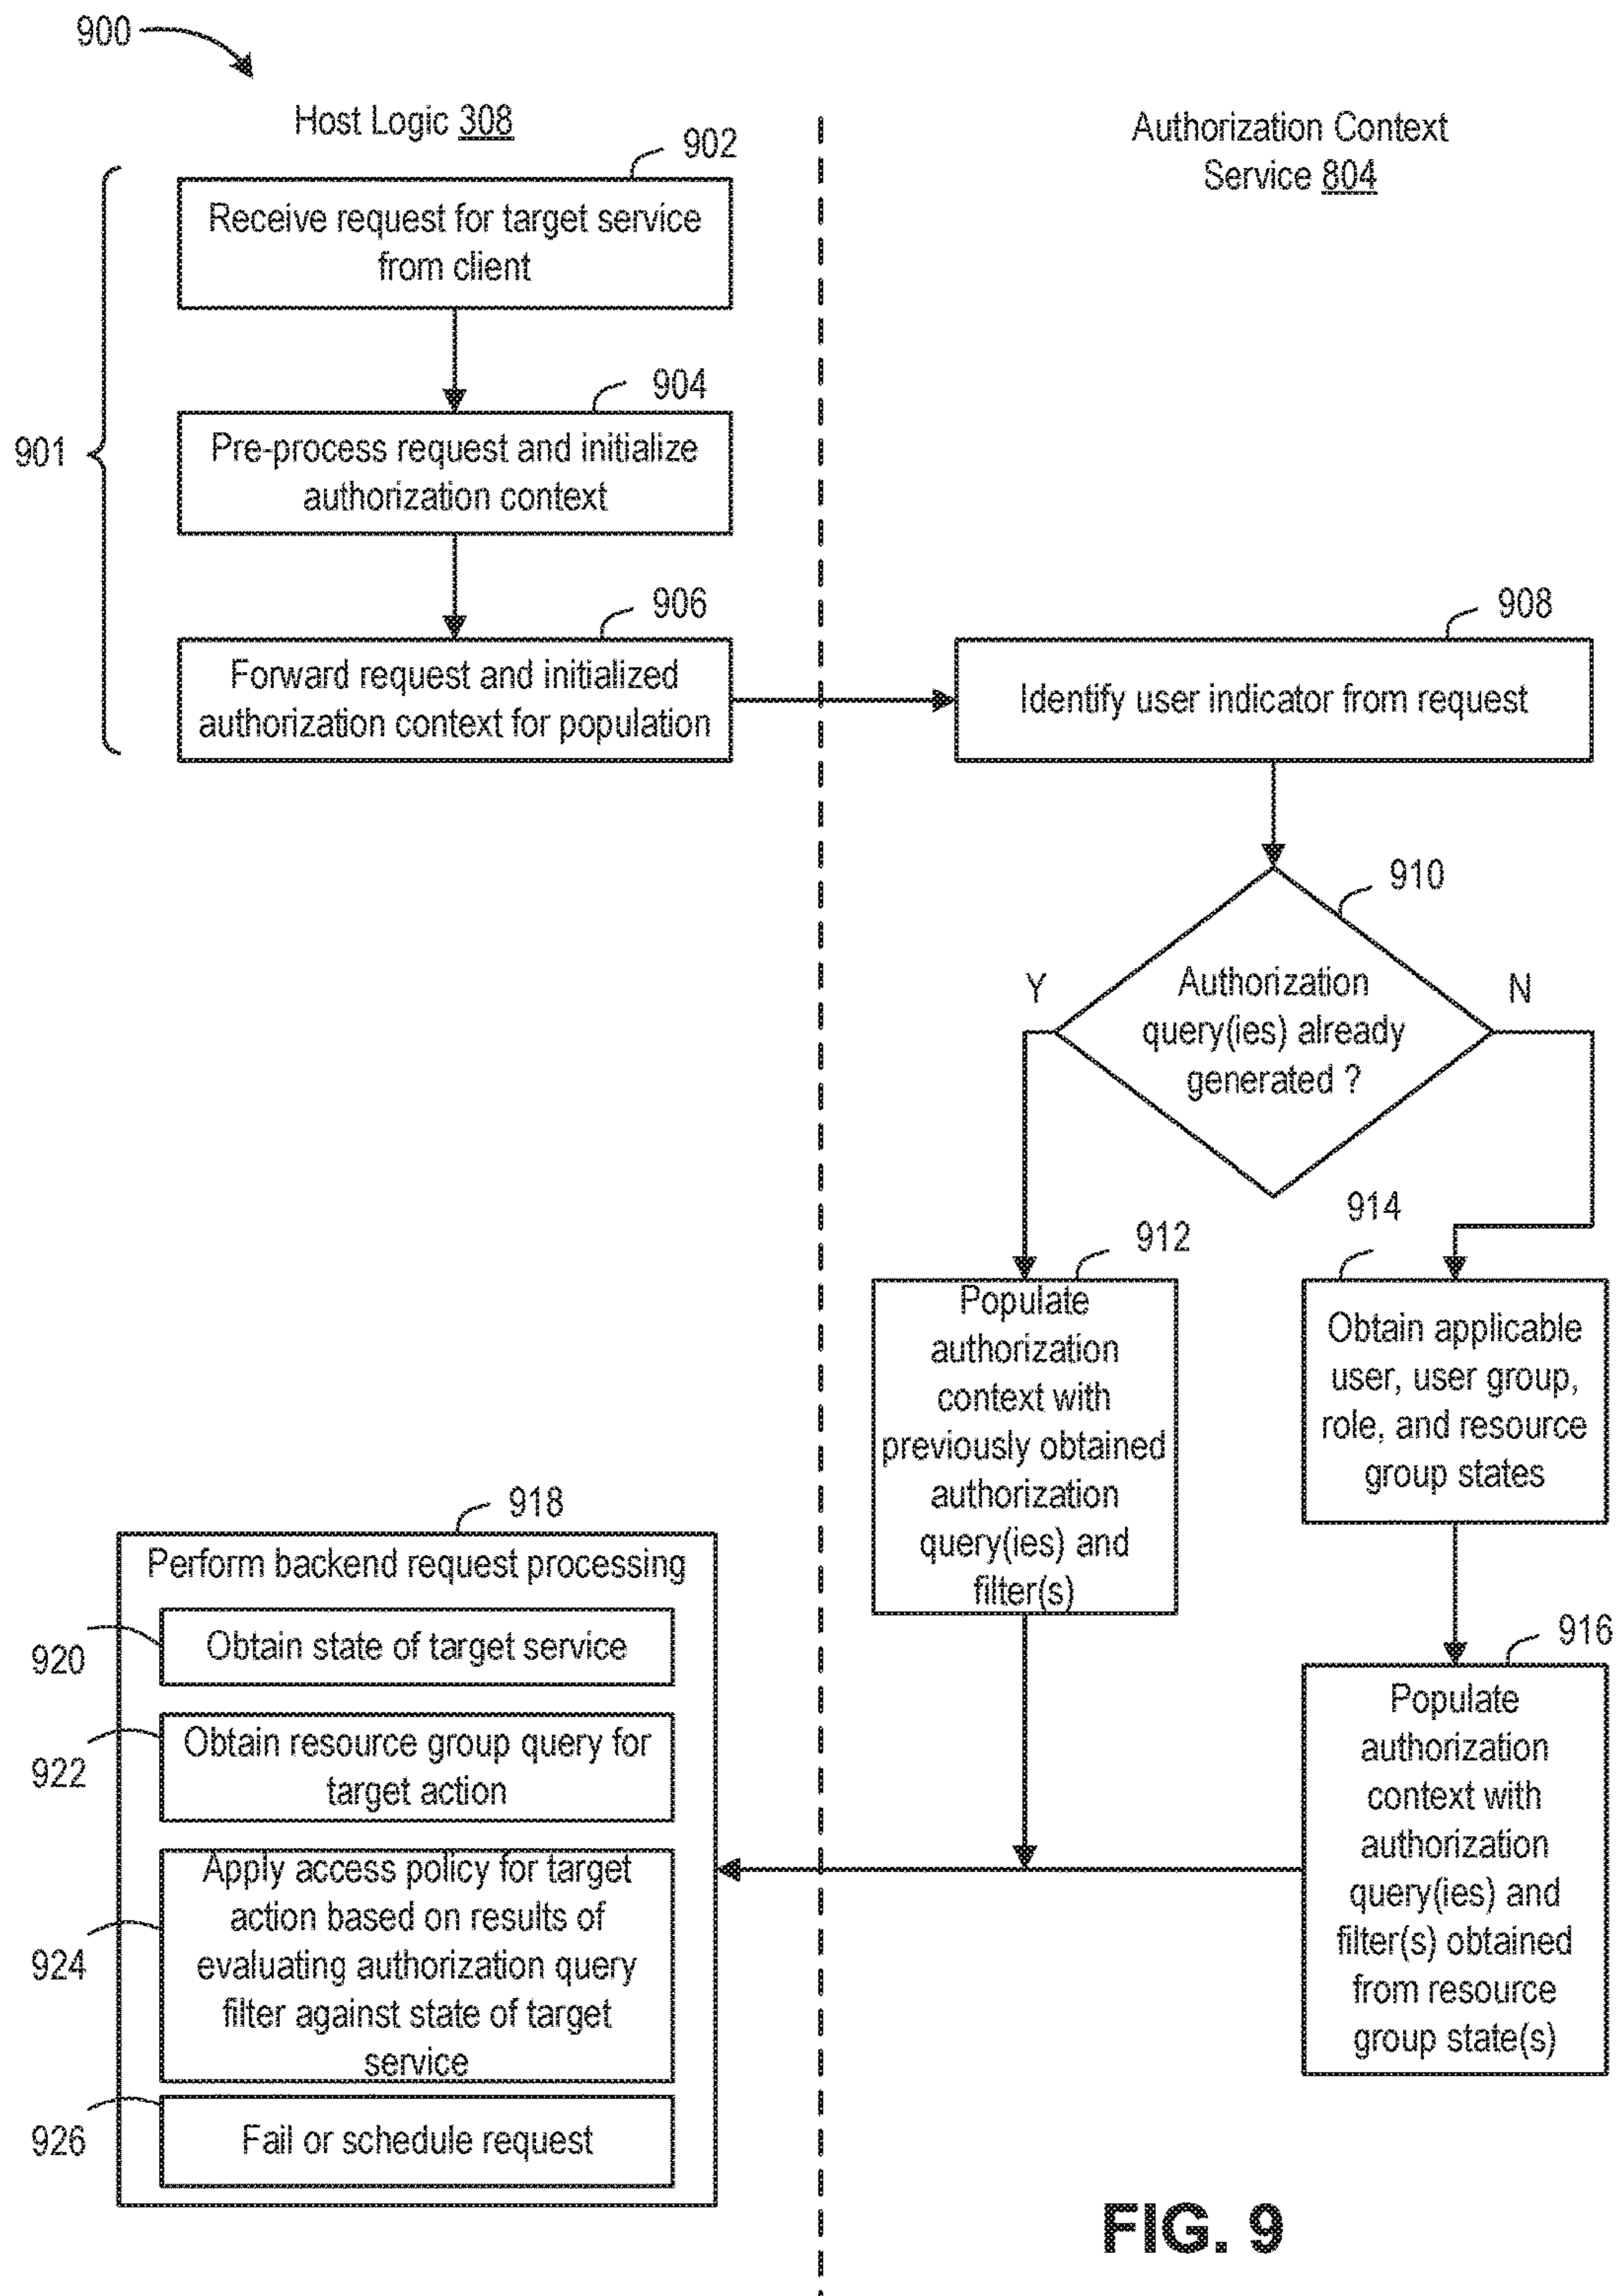 900
Host Logic 308
Authorization Context
Service 804
901
902
Receive request for target service
from client
904
Pre-process request and initialize
authorization context
906
Forward request and initialized
authorization context for population
908
Identify user indicator from request
910
Authorization
query(ies) already
generated ?
Y
N
912
Populate
authorization
context with
previously obtained
authorization
query(ies) and
filter(s)
914
Obtain applicable
user, user group,
role, and resource
group states
916
Populate
authorization
context with
authorization
query(ies) and
filter(s) obtained
from resource
group state(s)
918
Perform backend request processing
920
Obtain state of target service
922
Obtain resource group query for
target action
924
Apply access policy for target
action based on results of
evaluating authorization query
filter against state of target
service
926
Fail or schedule request
FIG. 9